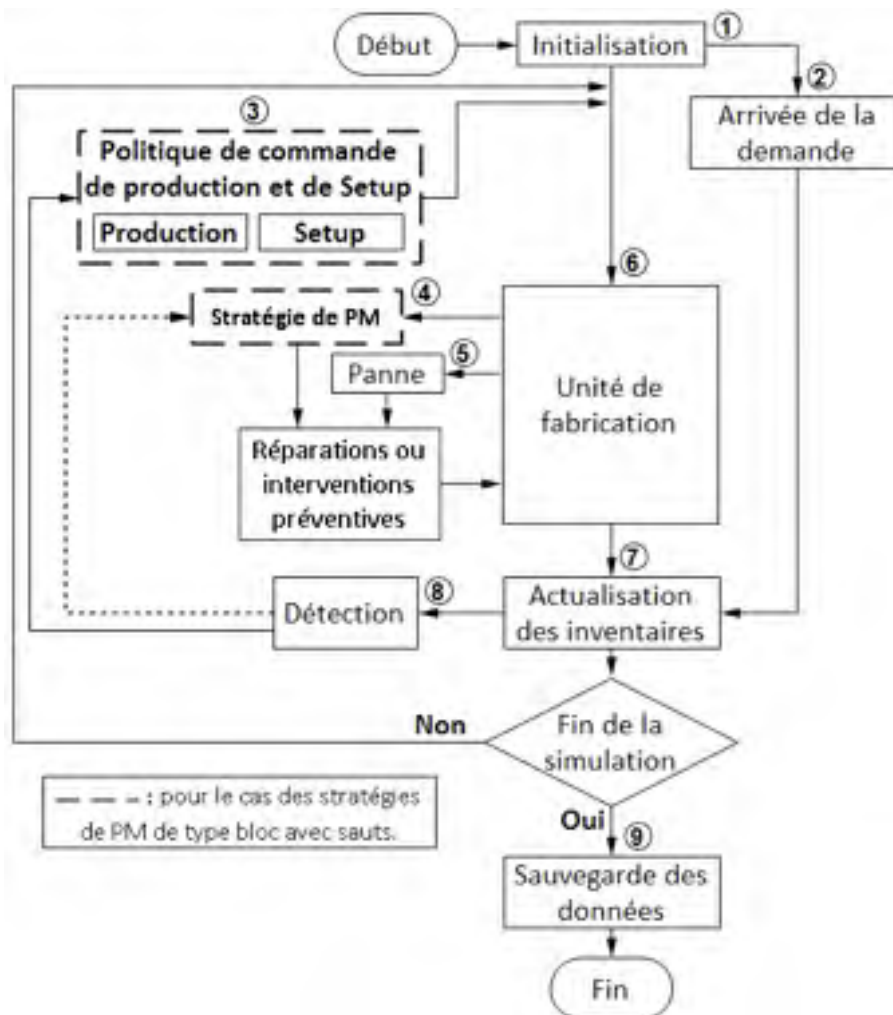 Début
Initialisation
①
②
Arrivée de la
demande
③
Politique de commande
de production et de Setup
Production
Setup
④
Stratégie de PM
⑤
Panne
⑥
Unité de
fabrication
Réparations ou
interventions
préventives
⑦
Actualisation
des inventaires
⑧
Détection
Non
Fin de la
simulation
: pour le cas des stratégies
de PM de type bloc avec sauts.
Oui
⑨
Sauvegarde des
données
Fin